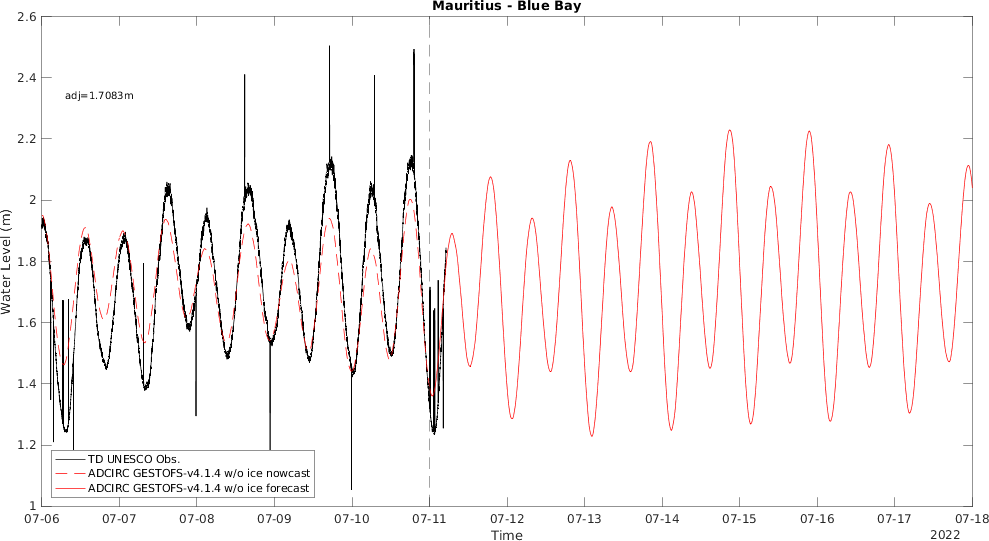 Mauritius - Blue Bay
2.6
2.4
adj=1.7083m
2.2
2
1.8
Water Level (m)
1.6
1.4
1.2
TD UNESCO Obs.
ADCIRC GESTOFS-v4.1.4 w/o ice nowcast
ADCIRC GESTOFS-v4.1.4 w/o ice forecast
1
07-06 07-07 07-08 07-09 07-10 07-11 07-12 07-13 07-14 07-15 07-16 07-17 07-18
Time
2022